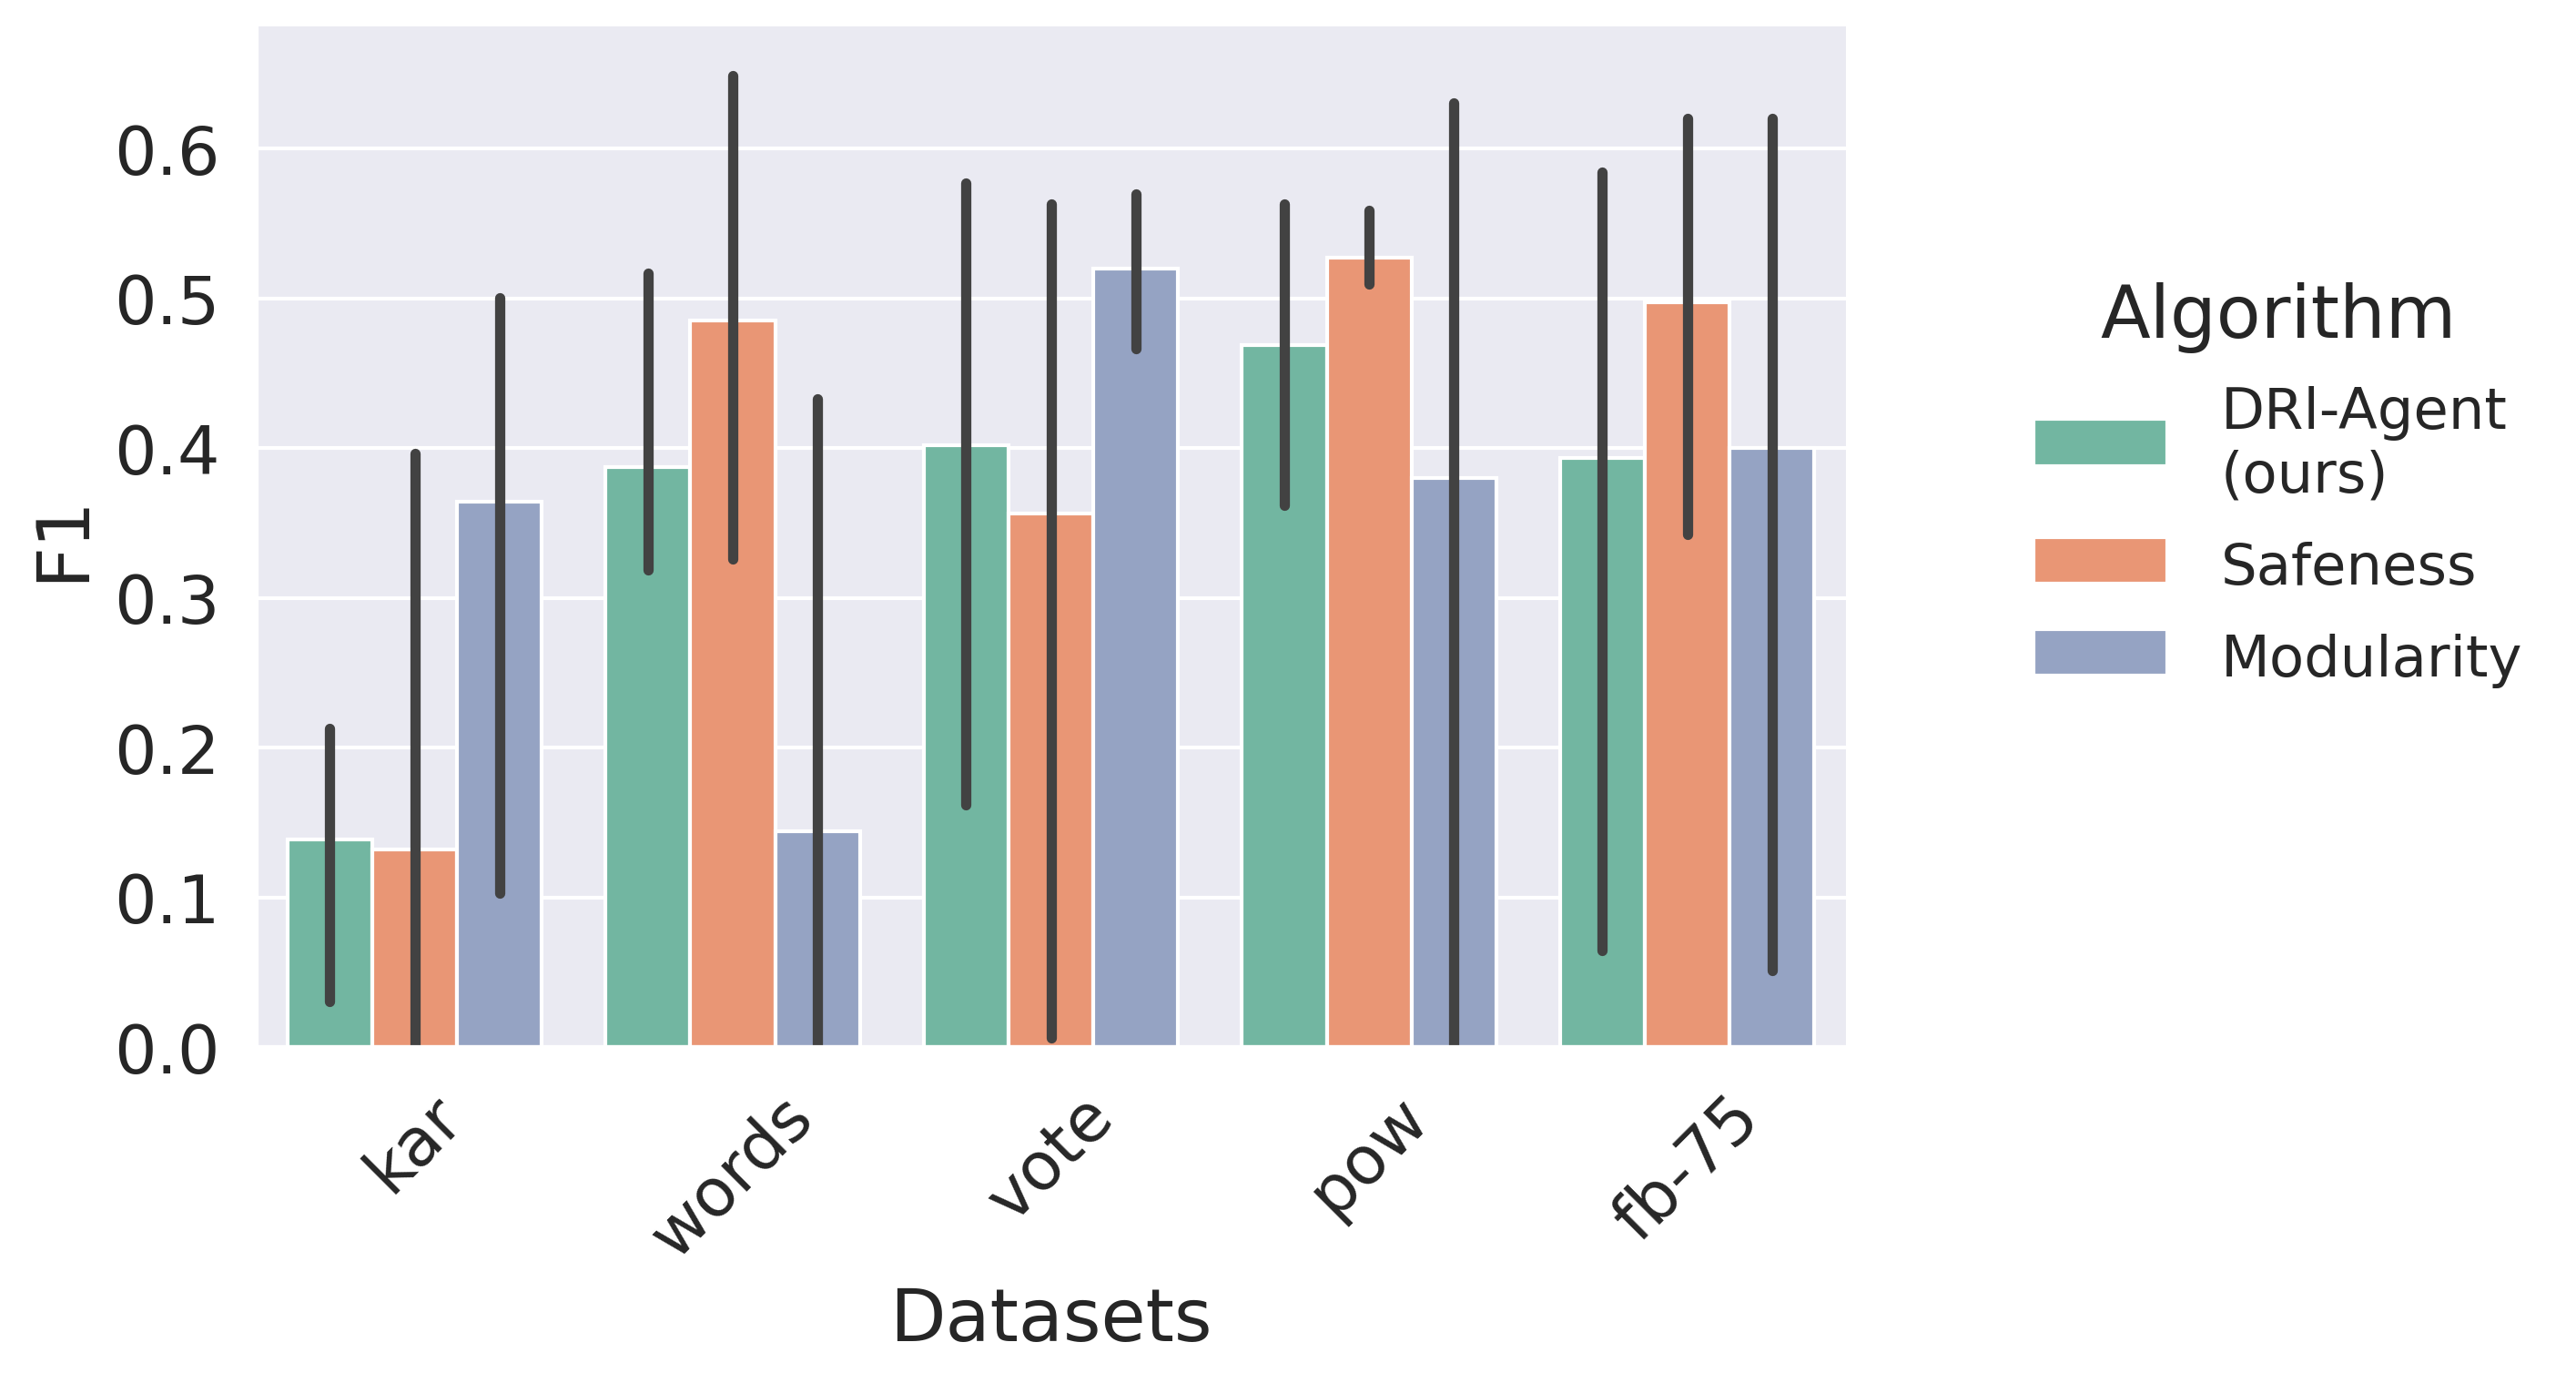 F1
0.6
0.5
0.4
0.3
0.2
0.1
0.0
kar
words
vote
pow
fb-75
Datasets
Algorithm
DRl-Agent
(ours)
Safeness
Modularity